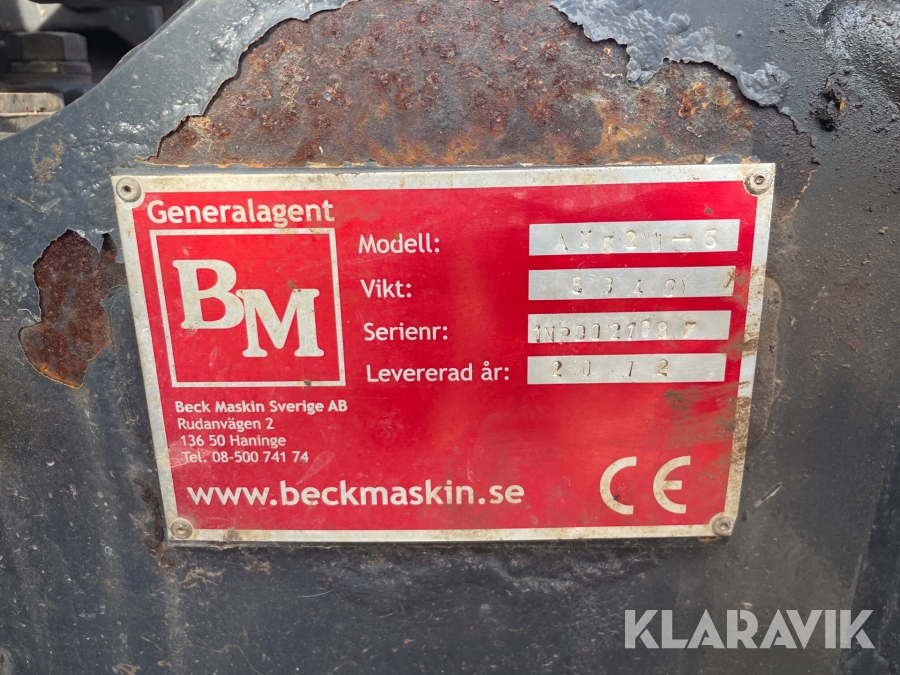 Generalagent
BM
Modell:
Vikt:
Serienr:
Levererad år: 2012
Beck Maskin Sverige AB
Rudanvägen 2
136 50 Haninge
Tel. 08-500 741 74
www.beckmaskin.se
CE
KLARAVIK